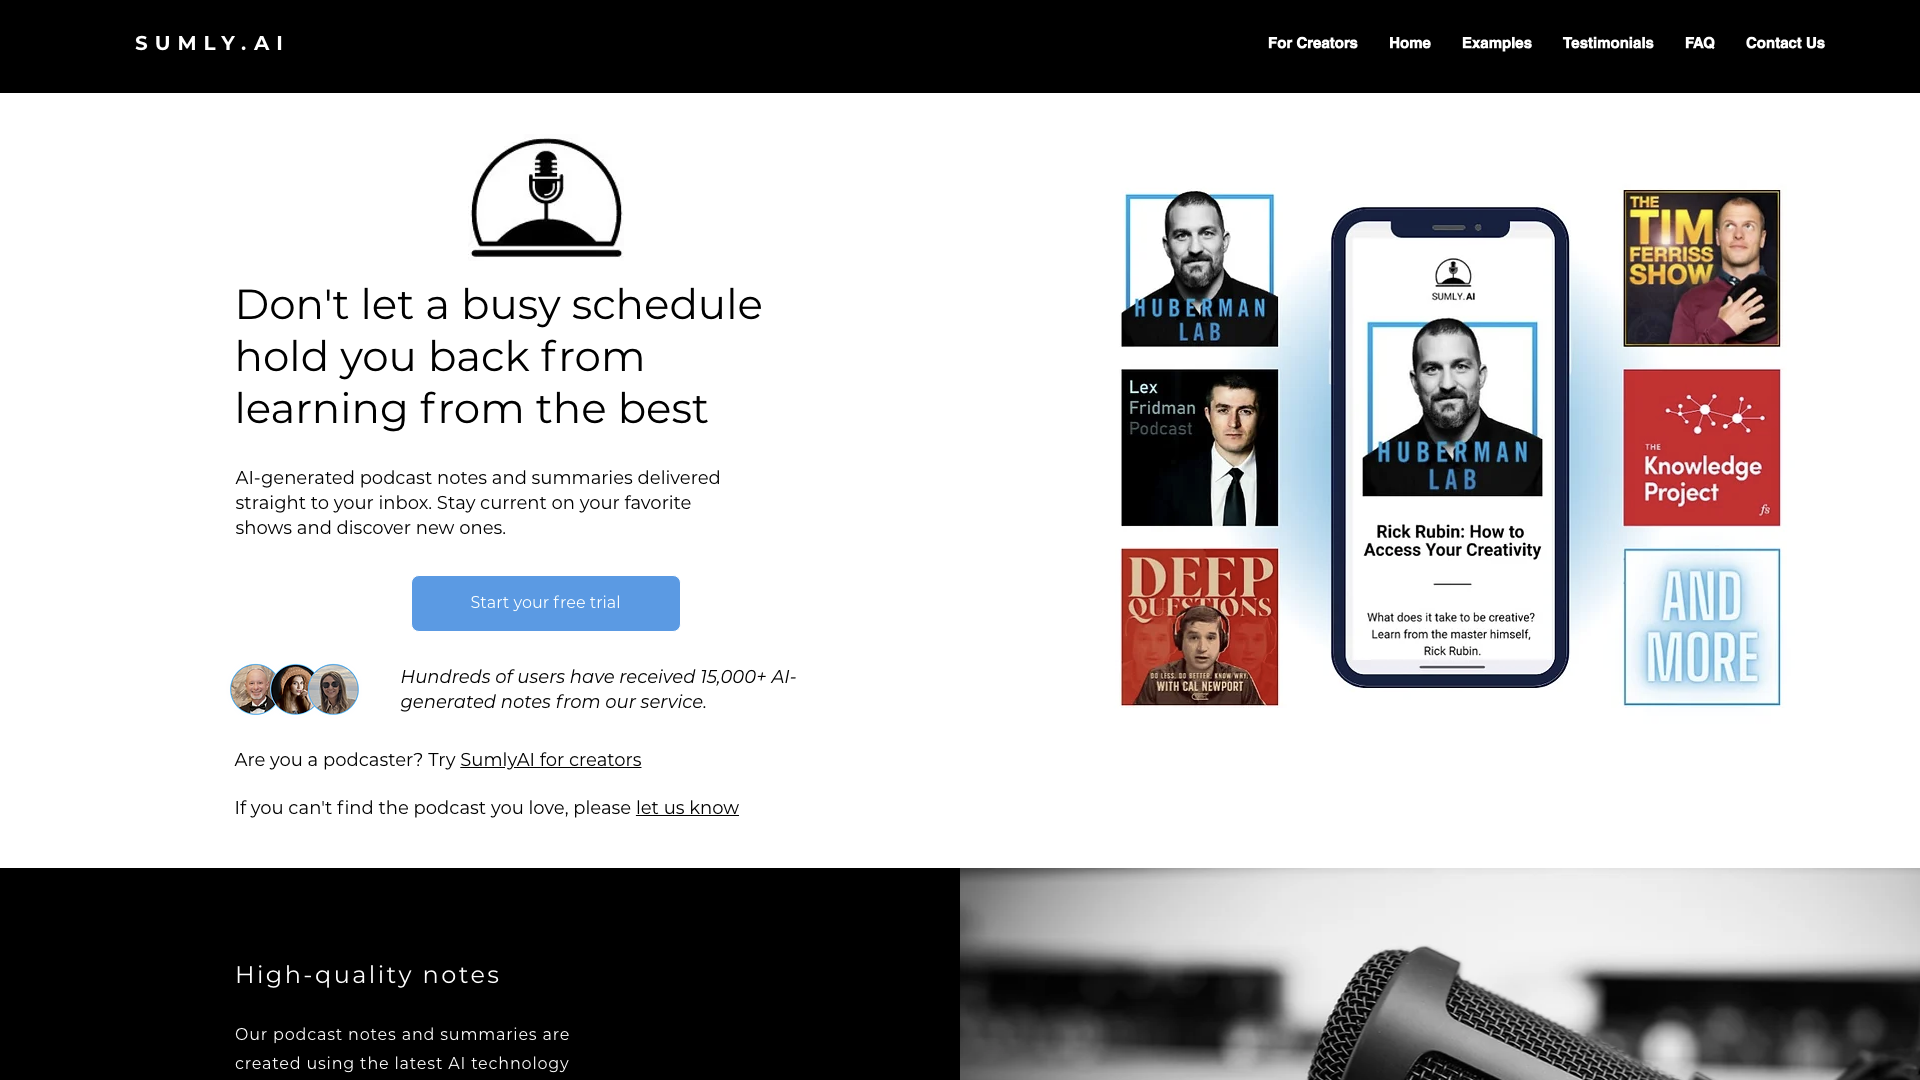 SUMLY.AI
For Creators
Home
Examples
Testimonials
FAQ
Contact Us
Don't let a busy schedule
hold you back from
learning from the best
AI-generated podcast notes and summaries delivered
straight to your inbox. Stay current on your favorite
shows and discover new ones.
Start your free trial
Hundreds of users have received 15,000+ AI-
generated notes from our service.
Are you a podcaster? Try SumlyAI for creators
If you can't find the podcast you love, please let us know
HUBERMAN
LAB
Lex
Fridman
Podcast
DEEP
QUESTIONS
DO LESS. DO BETTER. KNOW WHY.
WITH CAL NEWPORT
SUMLY.AI
HUBERMAN
LAB
Rick Rubin: How to
Access Your Creativity
What does it take to be creative?
Learn from the master himself,
Rick Rubin.
THE
TIM
FERRISS
SHOW
THE
Knowledge
Project
fs
AND
MORE
High-quality notes
Our podcast notes and summaries are
created using the latest AI technology